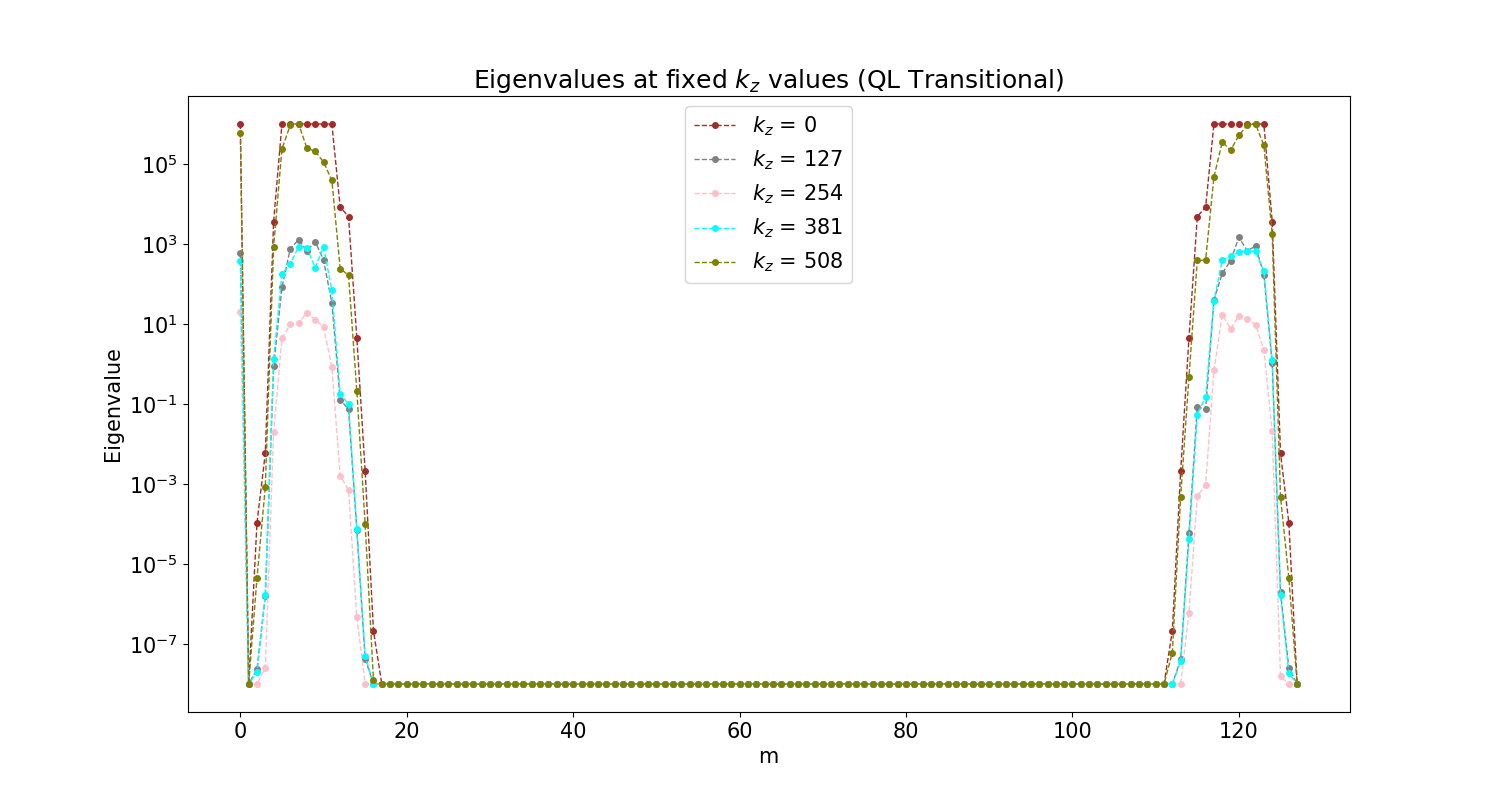 Eigenvalues at fixed $k_z$ values (QL Transitional)
$k_z$ = 0
$k_z$ = 127
$k_z$ = 254
$k_z$ = 381
$k_z$ = 508
Eigenvalue
$10^5$
$10^3$
$10^1$
$10^{-1}$
$10^{-3}$
$10^{-5}$
$10^{-7}$
0 20 40 60 80 100 120
m